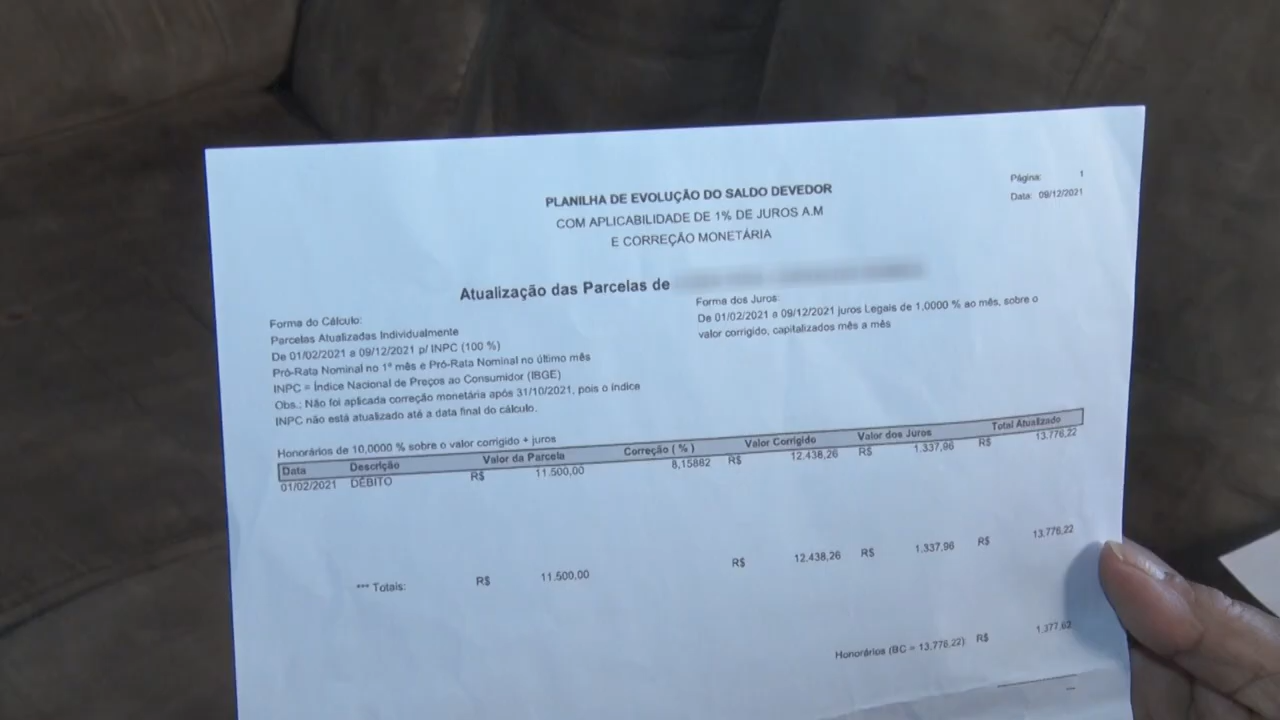 Página: 1
Data: 09/12/2021
PLANILHA DE EVOLUÇÃO DO SALDO DEVEDOR
COM APLICABILIDADE DE 1% DE JUROS A.M
E CORREÇÃO MONETÁRIA
Atualização das Parcelas de
Forma do Cálculo:
Parcelas Atualizadas Individualmente
De 01/02/2021 a 09/12/2021 p/ INPC (100 %)
Pró-Rata Nominal no 1º mês e Pró-Rata Nominal no último mês
INPC = Índice Nacional de Preços ao Consumidor (IBGE)
Obs.: Não foi aplicada correção monetária após 31/10/2021, pois o índice
INPC não está atualizado até a data final do cálculo.
Forma dos Juros:
De 01/02/2021 a 09/12/2021 juros Legais de 1,0000 % ao mês, sobre o
valor corrigido, capitalizados mês a mês
Honorários de 10,0000 % sobre o valor corrigido + juros
Data Descrição Valor da Parcela Correção ( % ) Valor Corrigido Valor dos Juros Total Atualizado
01/02/2021 DÉBITO R$ 11.500,00 8,15882 R$ 12.438,26 R$ 1.337,96 R$ 13.776,22
*** Totais: R$ 11.500,00 R$ 12.438,26 R$ 1.337,96 R$ 13.776,22
Honorários (BC = 13.776,22) R$ 1.377,62